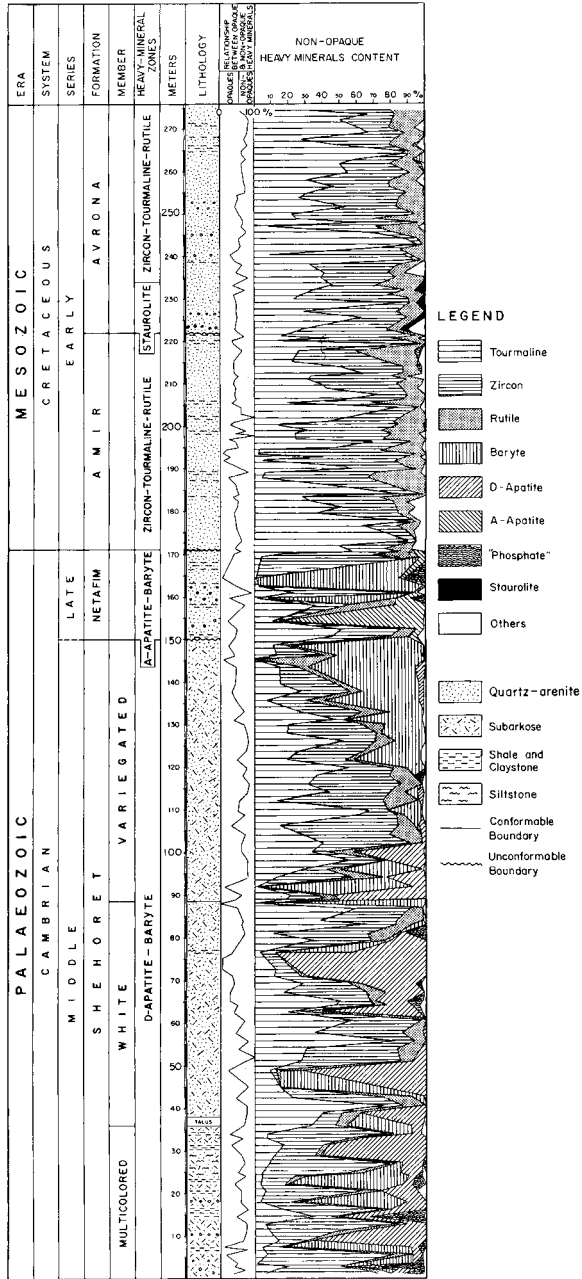 ERA
SYSTEM
SERIES
FORMATION
MEMBER
HEAVY-MINERAL
ZONES
METERS
LITHOLOGY
RELATIONSHIP
BETWEEN OPAQUE
& NON-OPAQUE
HEAVY MINERALS
OPAQUES
NON-
OPAQUES
NON-OPAQUE
HEAVY MINERALS CONTENT
10 20 30 40 50 60 70 80 90 %
0 100 %
MESOZOIC
PALAEOZOIC
CRETACEOUS
CAMBRIAN
EARLY
LATE
MIDDLE
AVRONA
AMIR
NETAFIM
SHEHORET
VARIEGATED
WHITE
MULTICOLORED
ZIRCON-TOURMALINE-RUTILE
STAUROLITE
ZIRCON-TOURMALINE-RUTILE
A-APATITE-BARYTE
D-APATITE-BARYTE
270
260
250
240
230
220
210
200
190
180
170
160
150
140
130
120
110
100
90
80
70
60
50
40
30
20
10
TALUS
LEGEND
Tourmaline
Zircon
Rutile
Baryte
D-Apatite
A-Apatite
"Phosphate"
Staurolite
Others
Quartz-arenite
Subarkose
Shale and
Claystone
Siltstone
Conformable
Boundary
Unconformable
Boundary